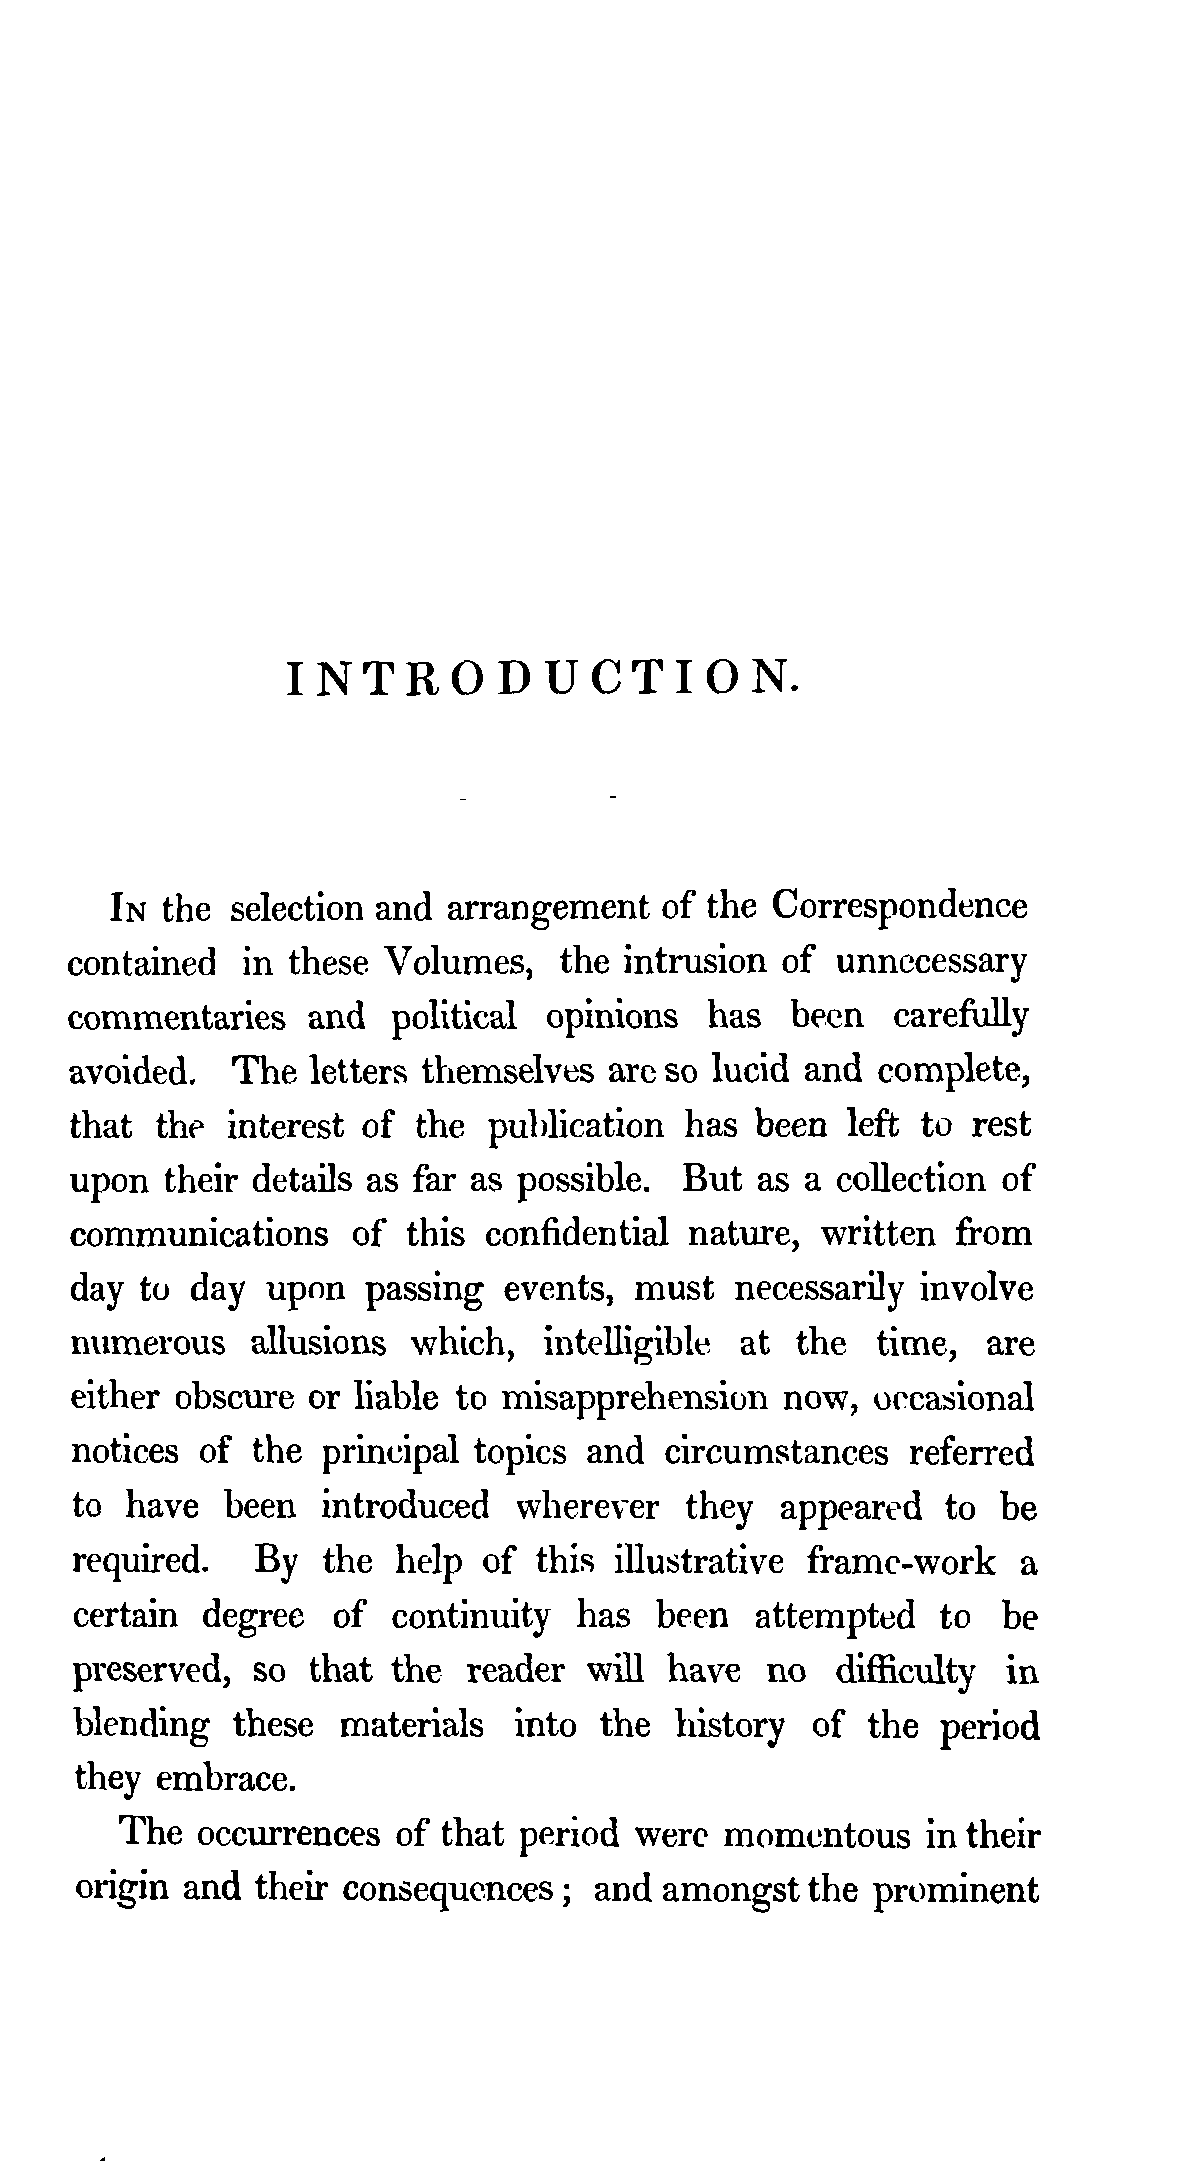 INTRODUCTION.
In the selection and arrangement of the Correspondence
contained in these Volumes, the intrusion of unnecessary
commentaries and political opinions has been carefully
avoided. The letters themselves are so lucid and complete,
that the interest of the publication has been left to rest
upon their details as far as possible. But as a collection of
communications of this confidential nature, written from
day to day upon passing events, must necessarily involve
numerous allusions which, intelligible at the time, are
either obscure or liable to misapprehension now, occasional
notices of the principal topics and circumstances referred
to have been introduced wherever they appeared to be
required. By the help of this illustrative frame-work a
certain degree of continuity has been attempted to be
preserved, so that the reader will have no difficulty in
blending these materials into the history of the period
they embrace.
The occurrences of that period were momentous in their
origin and their consequences; and amongst the prominent